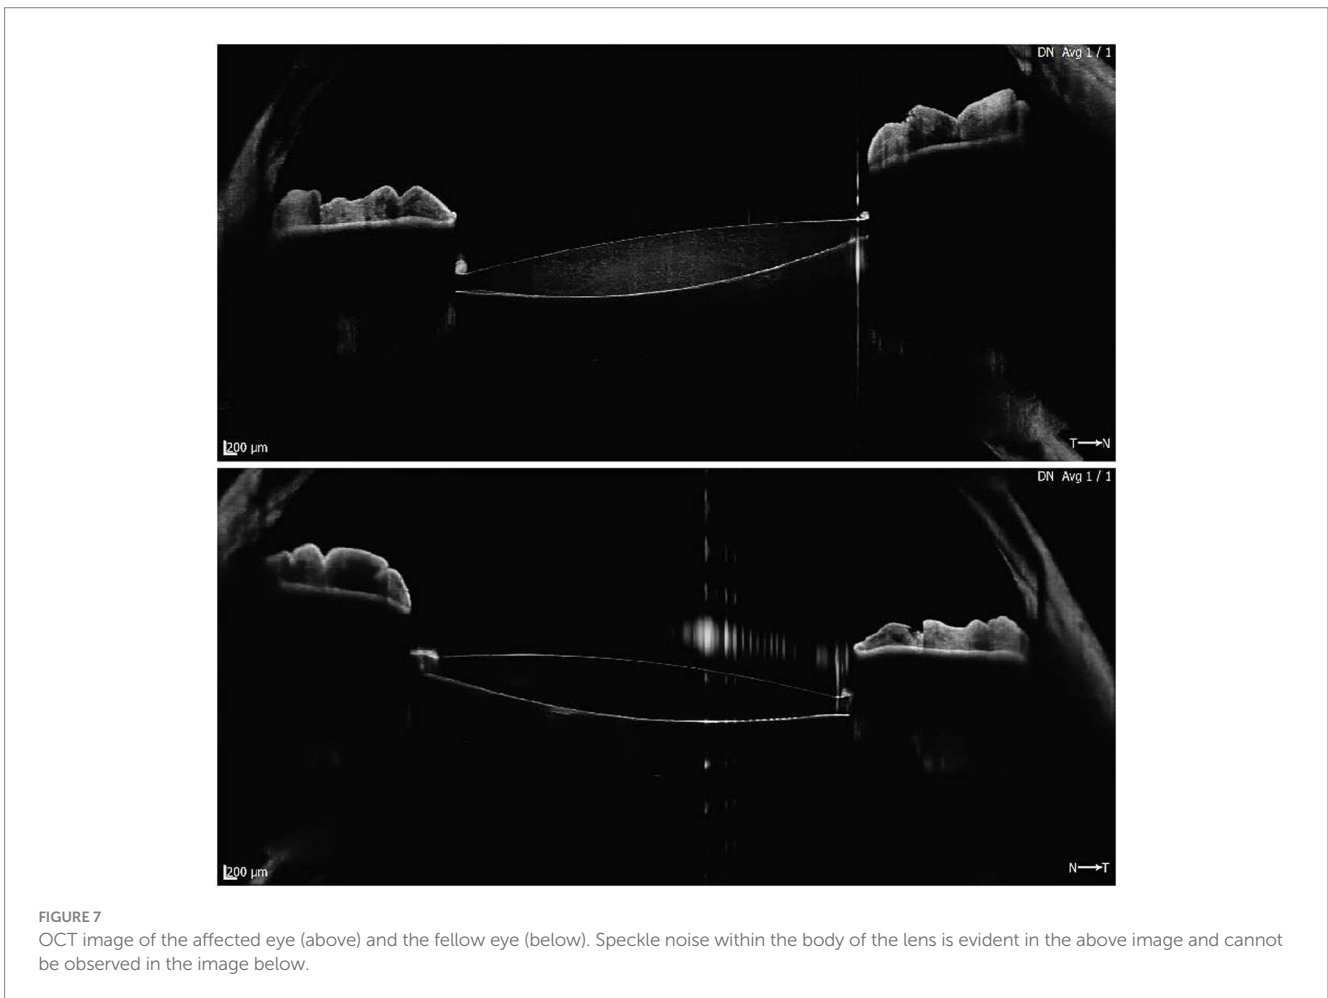 DN Avg 1 / 1
200 µm
T→N
DN Avg 1 / 1
200 µm
N→T
FIGURE 7
OCT image of the affected eye (above) and the fellow eye (below). Speckle noise within the body of the lens is evident in the above image and cannot
be observed in the image below.